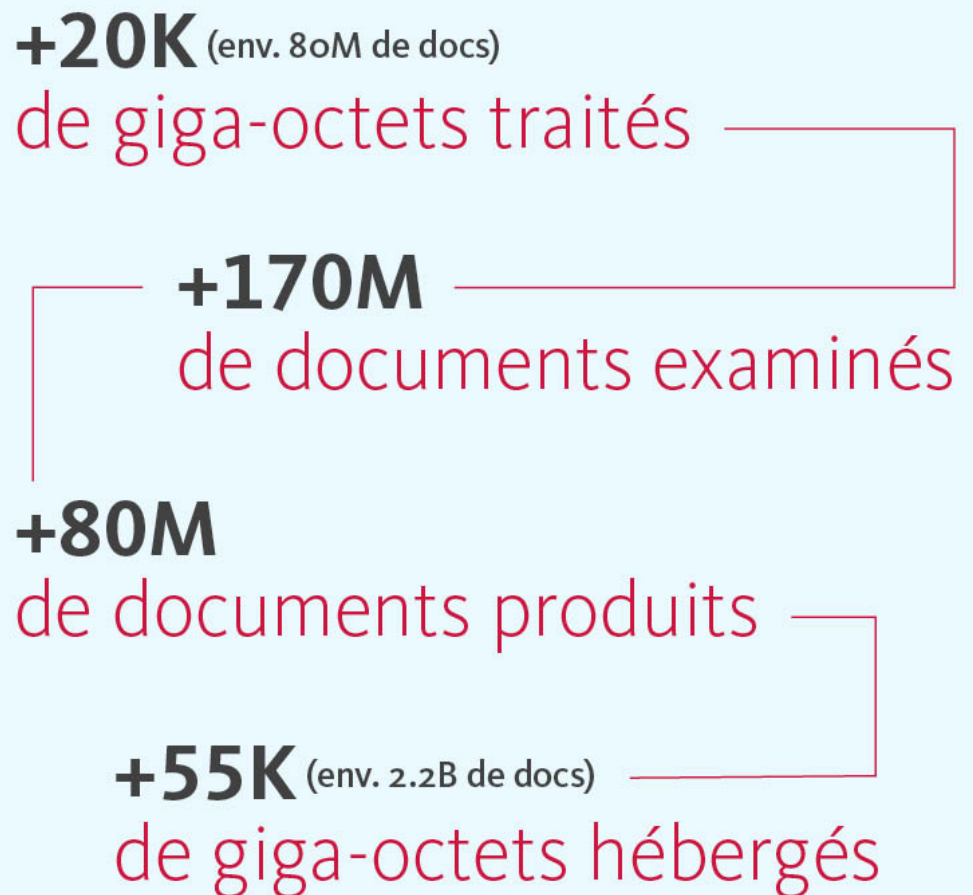 +20K (env. 80M de docs)
de giga-octets traités
+170M
de documents examinés
+80M
de documents produits
+55K (env. 2.2B de docs)
de giga-octets hébergés